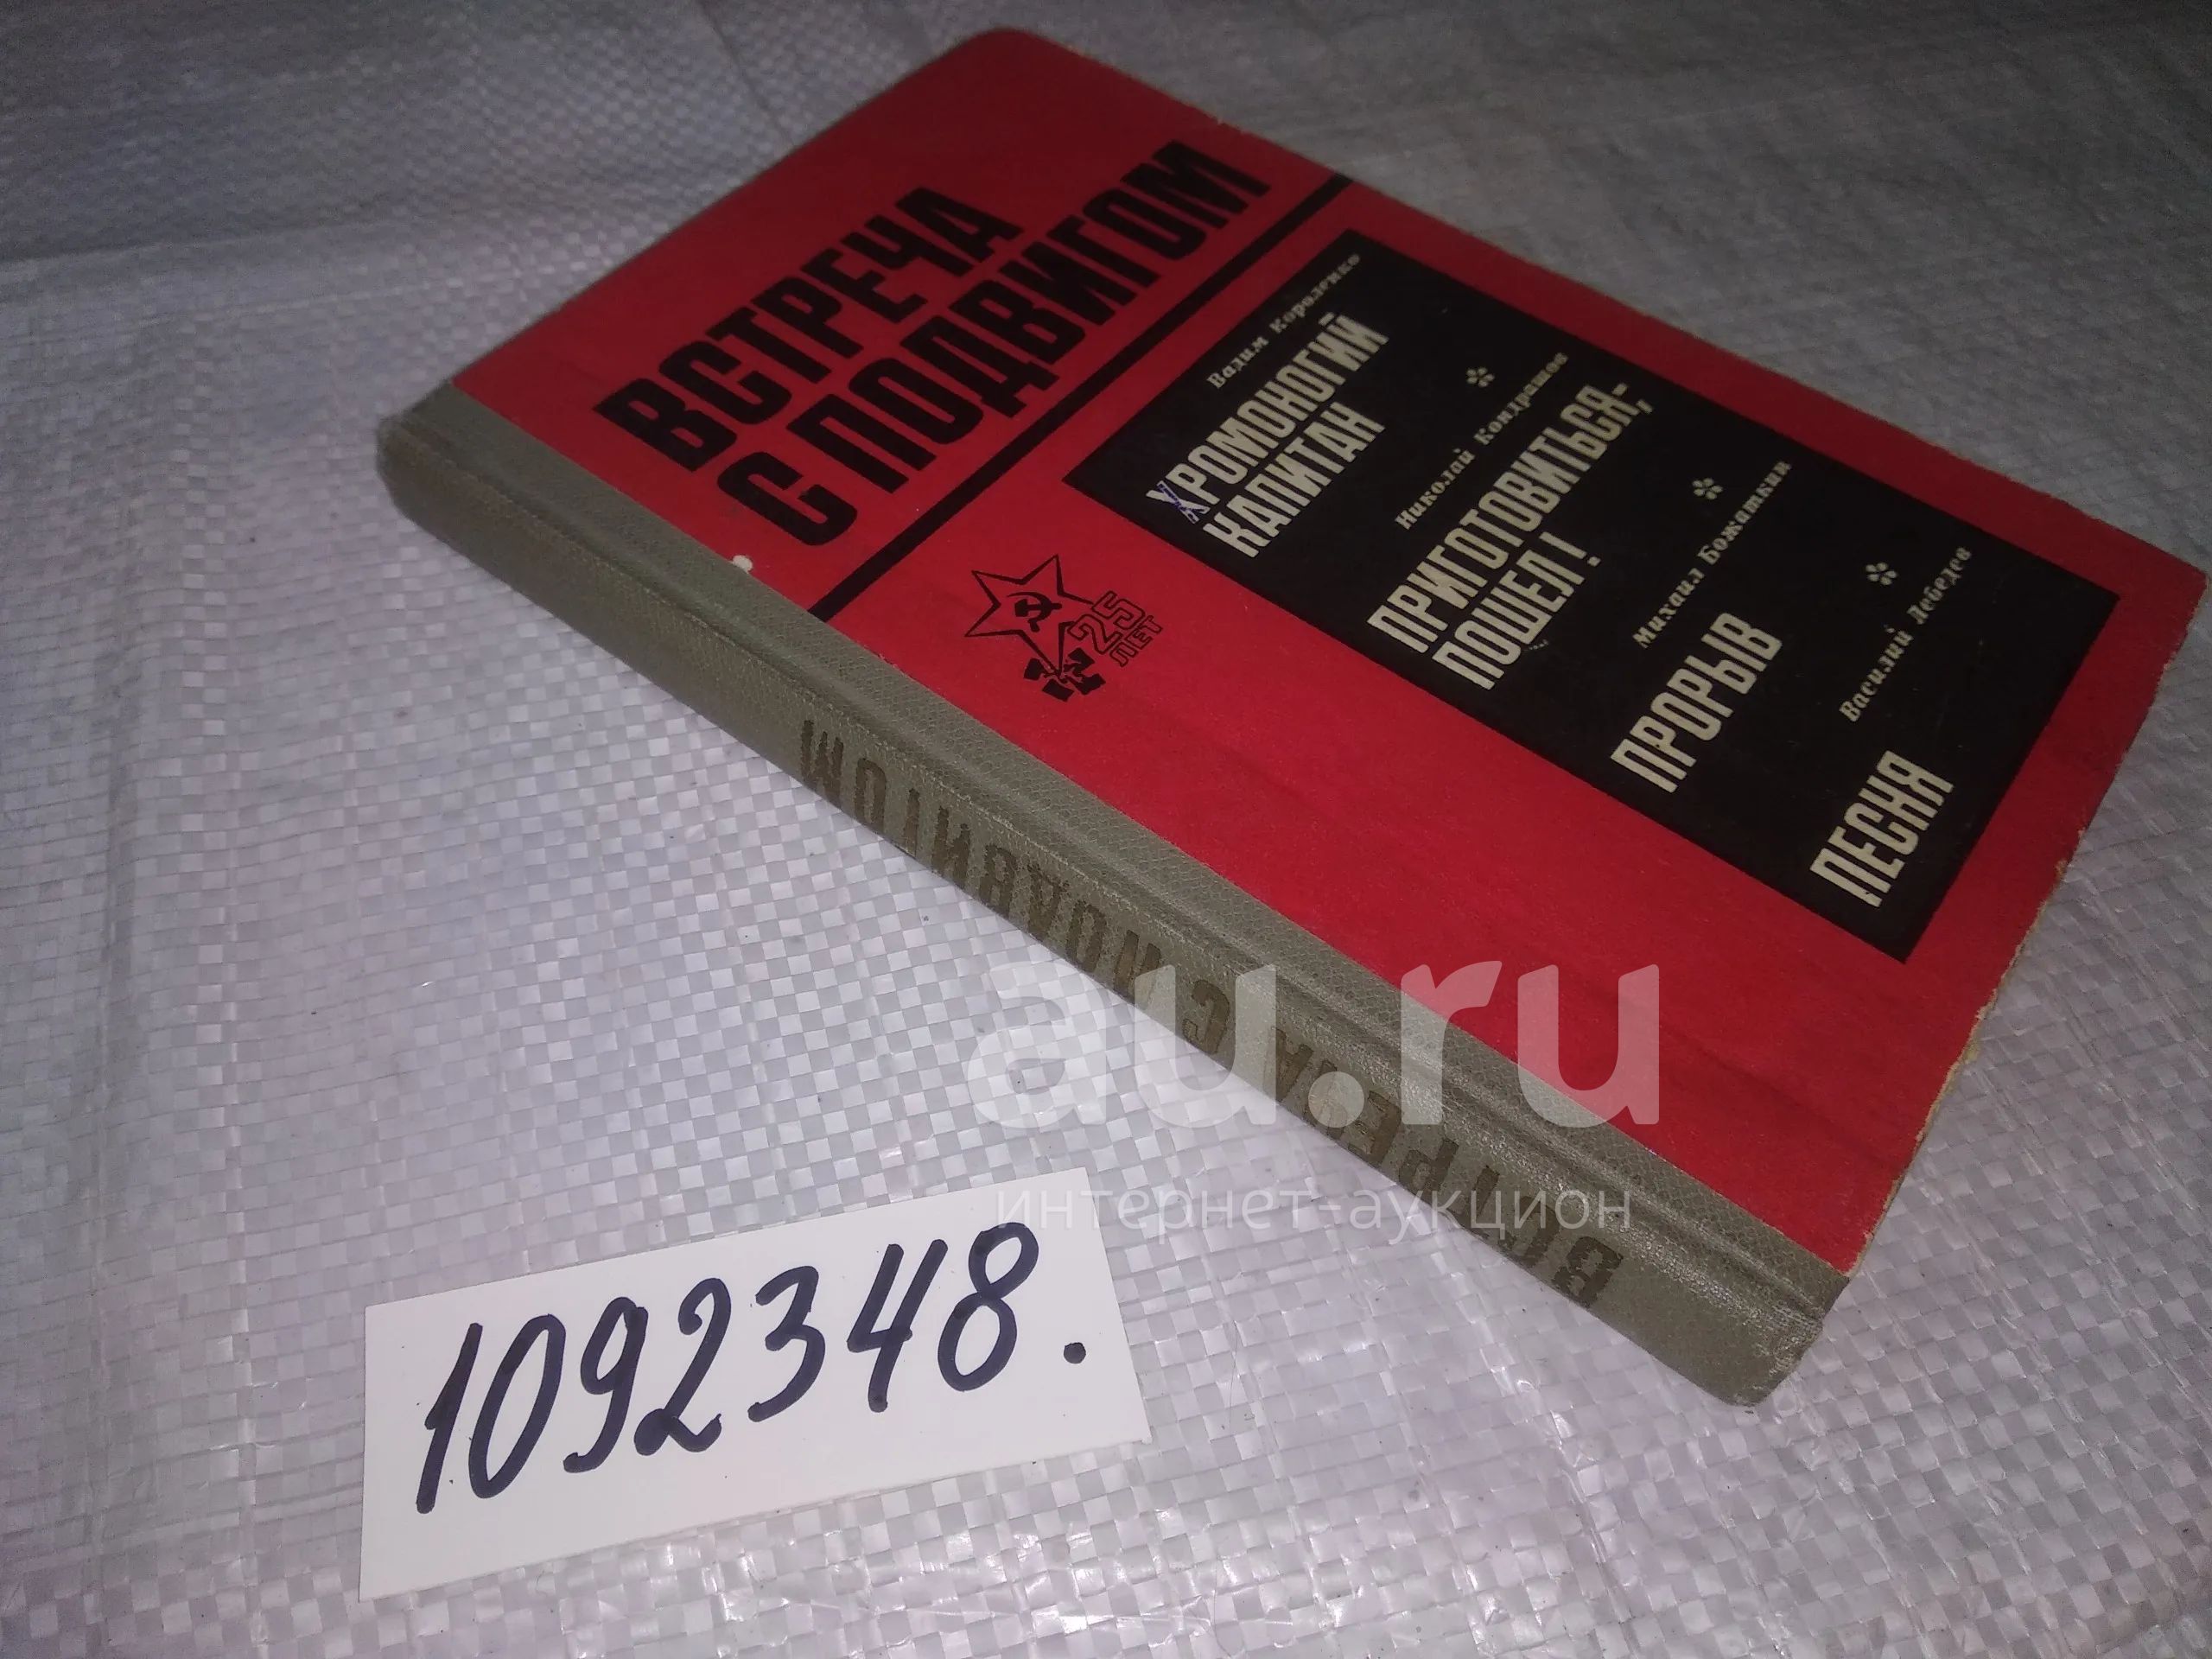 ВСТРЕЧА
С ПОДВИГОМ
25
ЛЕТ
Вадим Короленко
ХРОМОНОГИЙ
КАПИТАН
Николай Кондрашов
ПРИГОТОВИТЬСЯ,-
ПОШЕЛ!
Михаил Божаткин
ПРОРЫВ
Василий Лебедев
ПЕСНЯ
ВСТРЕЧА С ПОДВИГОМ
au.ru
интернет-аукцион
1092348.